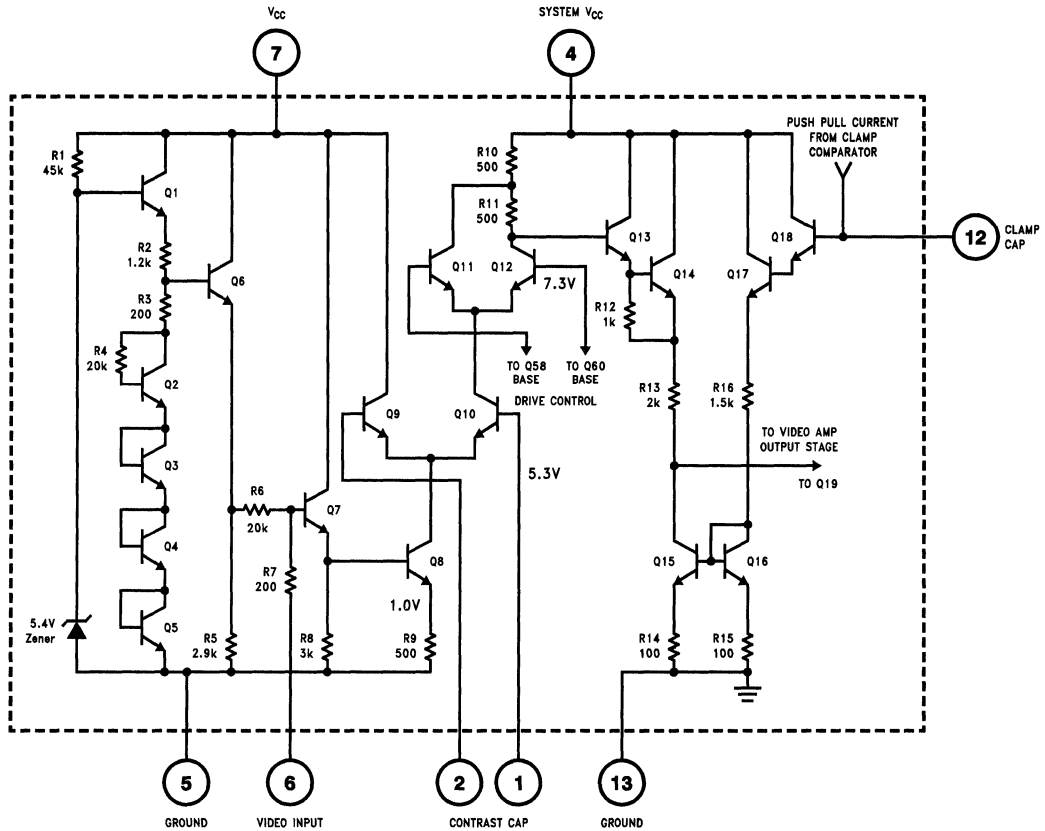 VCC
SYSTEM VCC
7
4
PUSH PULL CURRENT
FROM CLAMP
COMPARATOR
R1
45k
R10
500
Q1
R11
500
Q13
Q18
12
CLAMP
CAP
R2
1.2k
Q6
Q11
Q12
Q14
Q17
7.3V
R3
200
R12
1k
R4
20k
TO Q58
BASE
TO Q60
BASE
Q2
DRIVE CONTROL
R13
2k
R16
1.5k
Q9
Q10
TO VIDEO AMP
OUTPUT STAGE
Q3
5.3V
TO Q19
R6
20k
Q7
Q4
Q8
Q15
Q16
R7
200
1.0V
5.4V
Zener
Q5
R5
2.9k
R8
3k
R9
500
R14
100
R15
100
5
6
2
1
13
GROUND
VIDEO INPUT
CONTRAST CAP
GROUND